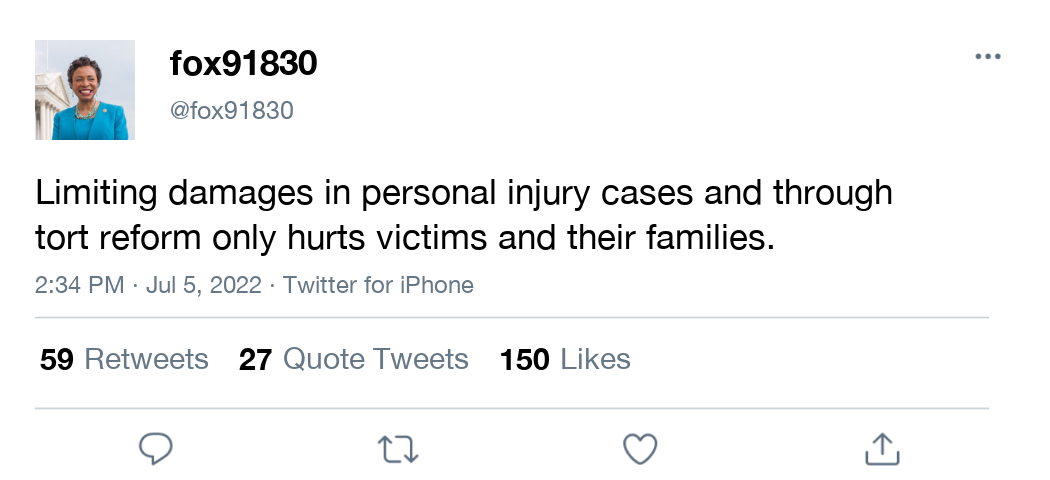 fox91830
@fox91830
Limiting damages in personal injury cases and through
tort reform only hurts victims and their families.
2:34 PM · Jul 5, 2022 · Twitter for iPhone
59 Retweets 27 Quote Tweets 150 Likes